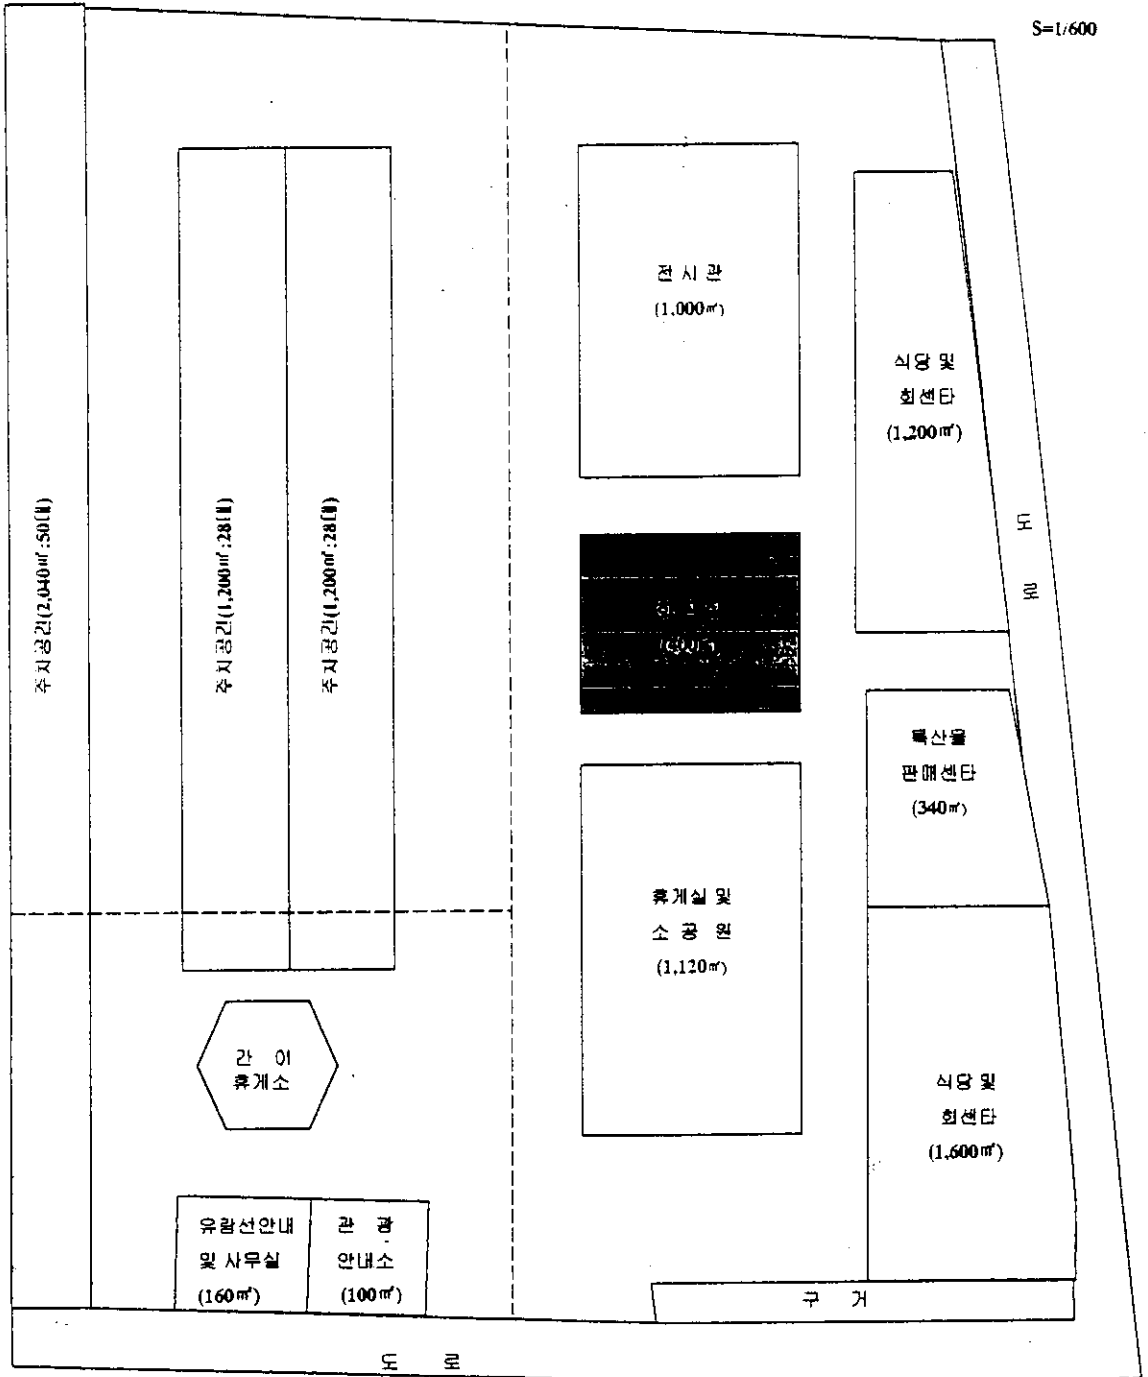 S=1/600
전 시 관
(1,000㎡)
식당 및
회센타
(1,200㎡)
도
로
주차공간(2,040㎡:50대)
주차공간(1,200㎡:28대)
주차공간(1,200㎡:28대)
특산물
판매센타
(340㎡)
휴게실 및
소 공 원
(1,120㎡)
간 이
휴게소
식당 및
회센타
(1,600㎡)
유람선안내
및 사무실
(160㎡)
관 광
안내소
(100㎡)
구 거
도 로